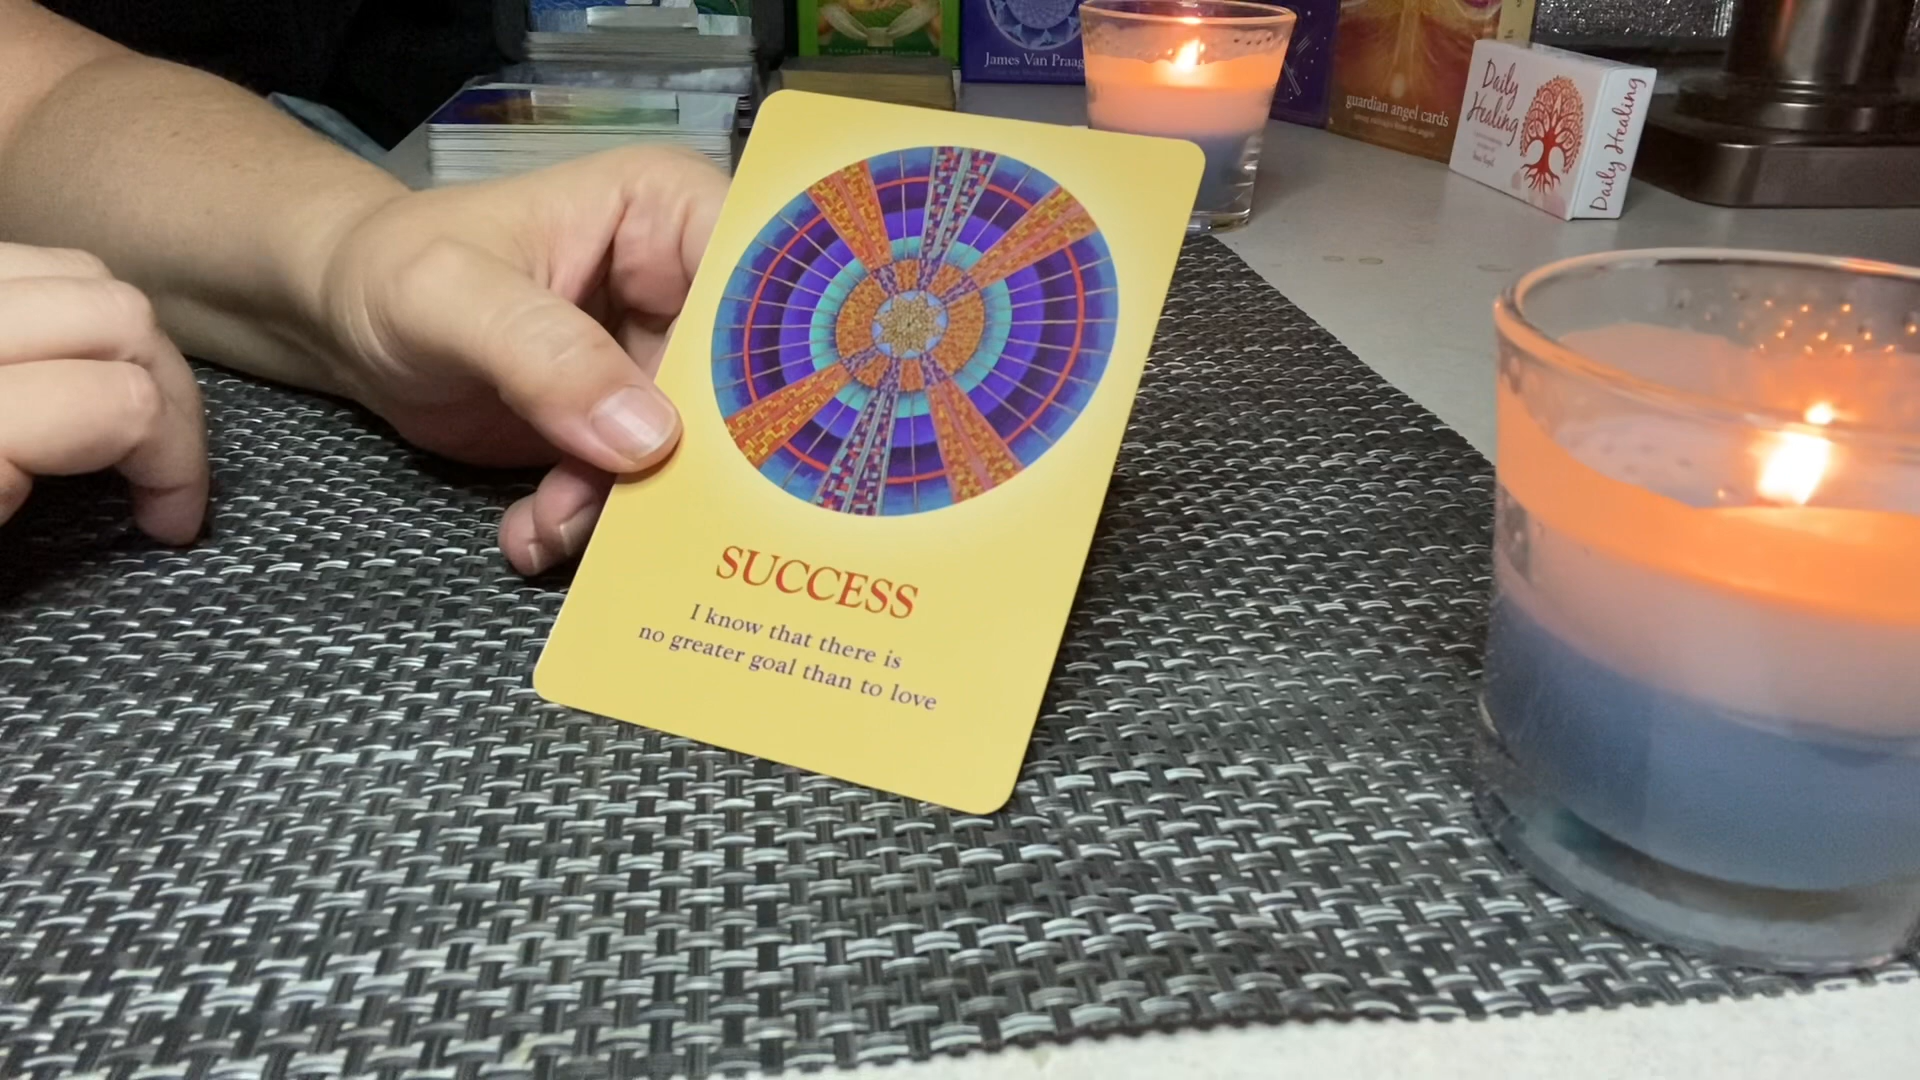 James Van Praag
guardian angel cards
Daily
Healing
Daily Healing
SUCCESS
I know that there is
no greater goal than to love